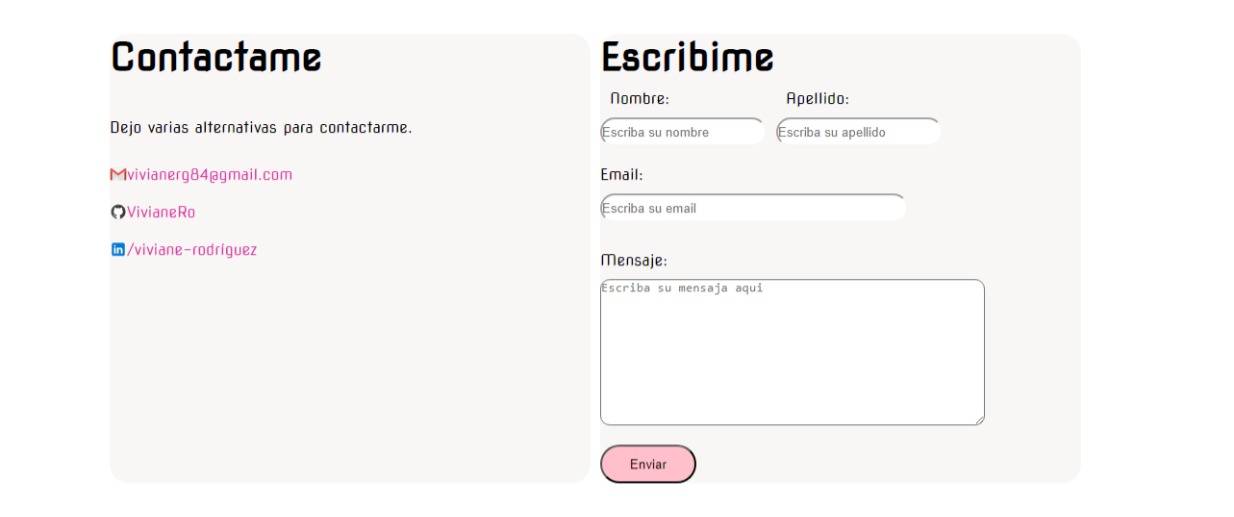 Contactame
Dejo varias alternativas para contactarme.
vivianerg84@gmail.com
VivianeRo
/viviane-rodríguez
Escribime
Nombre: Apellido:
Escriba su nombre Escriba su apellido
Email:
Escriba su email
Mensaje:
Escriba su mensaja aqui
Enviar